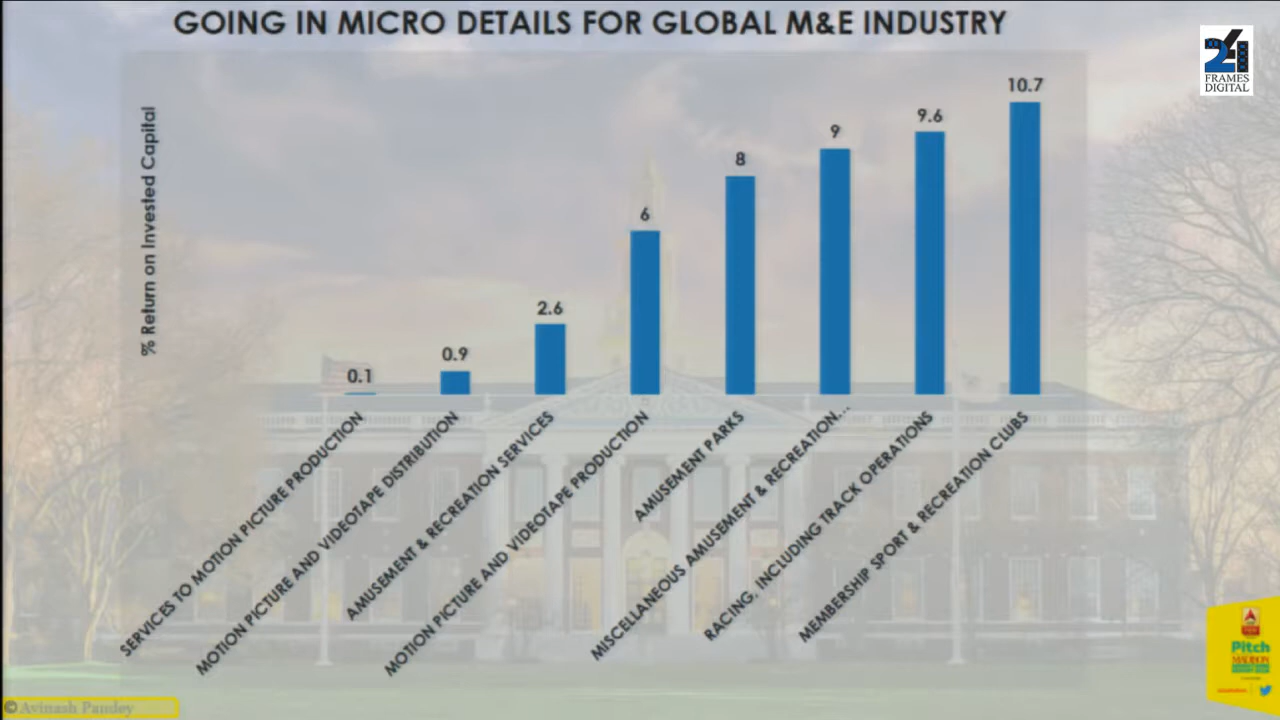 GOING IN MICRO DETAILS FOR GLOBAL M&E INDUSTRY
24
FRAMES
DIGITAL
% Return on Invested Capital
0.1
0.9
2.6
6
8
9
9.6
10.7
SERVICES TO MOTION PICTURE PRODUCTION
MOTION PICTURE AND VIDEOTAPE DISTRIBUTION
AMUSEMENT & RECREATION SERVICES
MOTION PICTURE AND VIDEOTAPE PRODUCTION
AMUSEMENT PARKS
MISCELLANEOUS AMUSEMENT & RECREATION...
RACING, INCLUDING TRACK OPERATIONS
MEMBERSHIP SPORT & RECREATION CLUBS
Pitch
MADISON
© Avinash Pandey